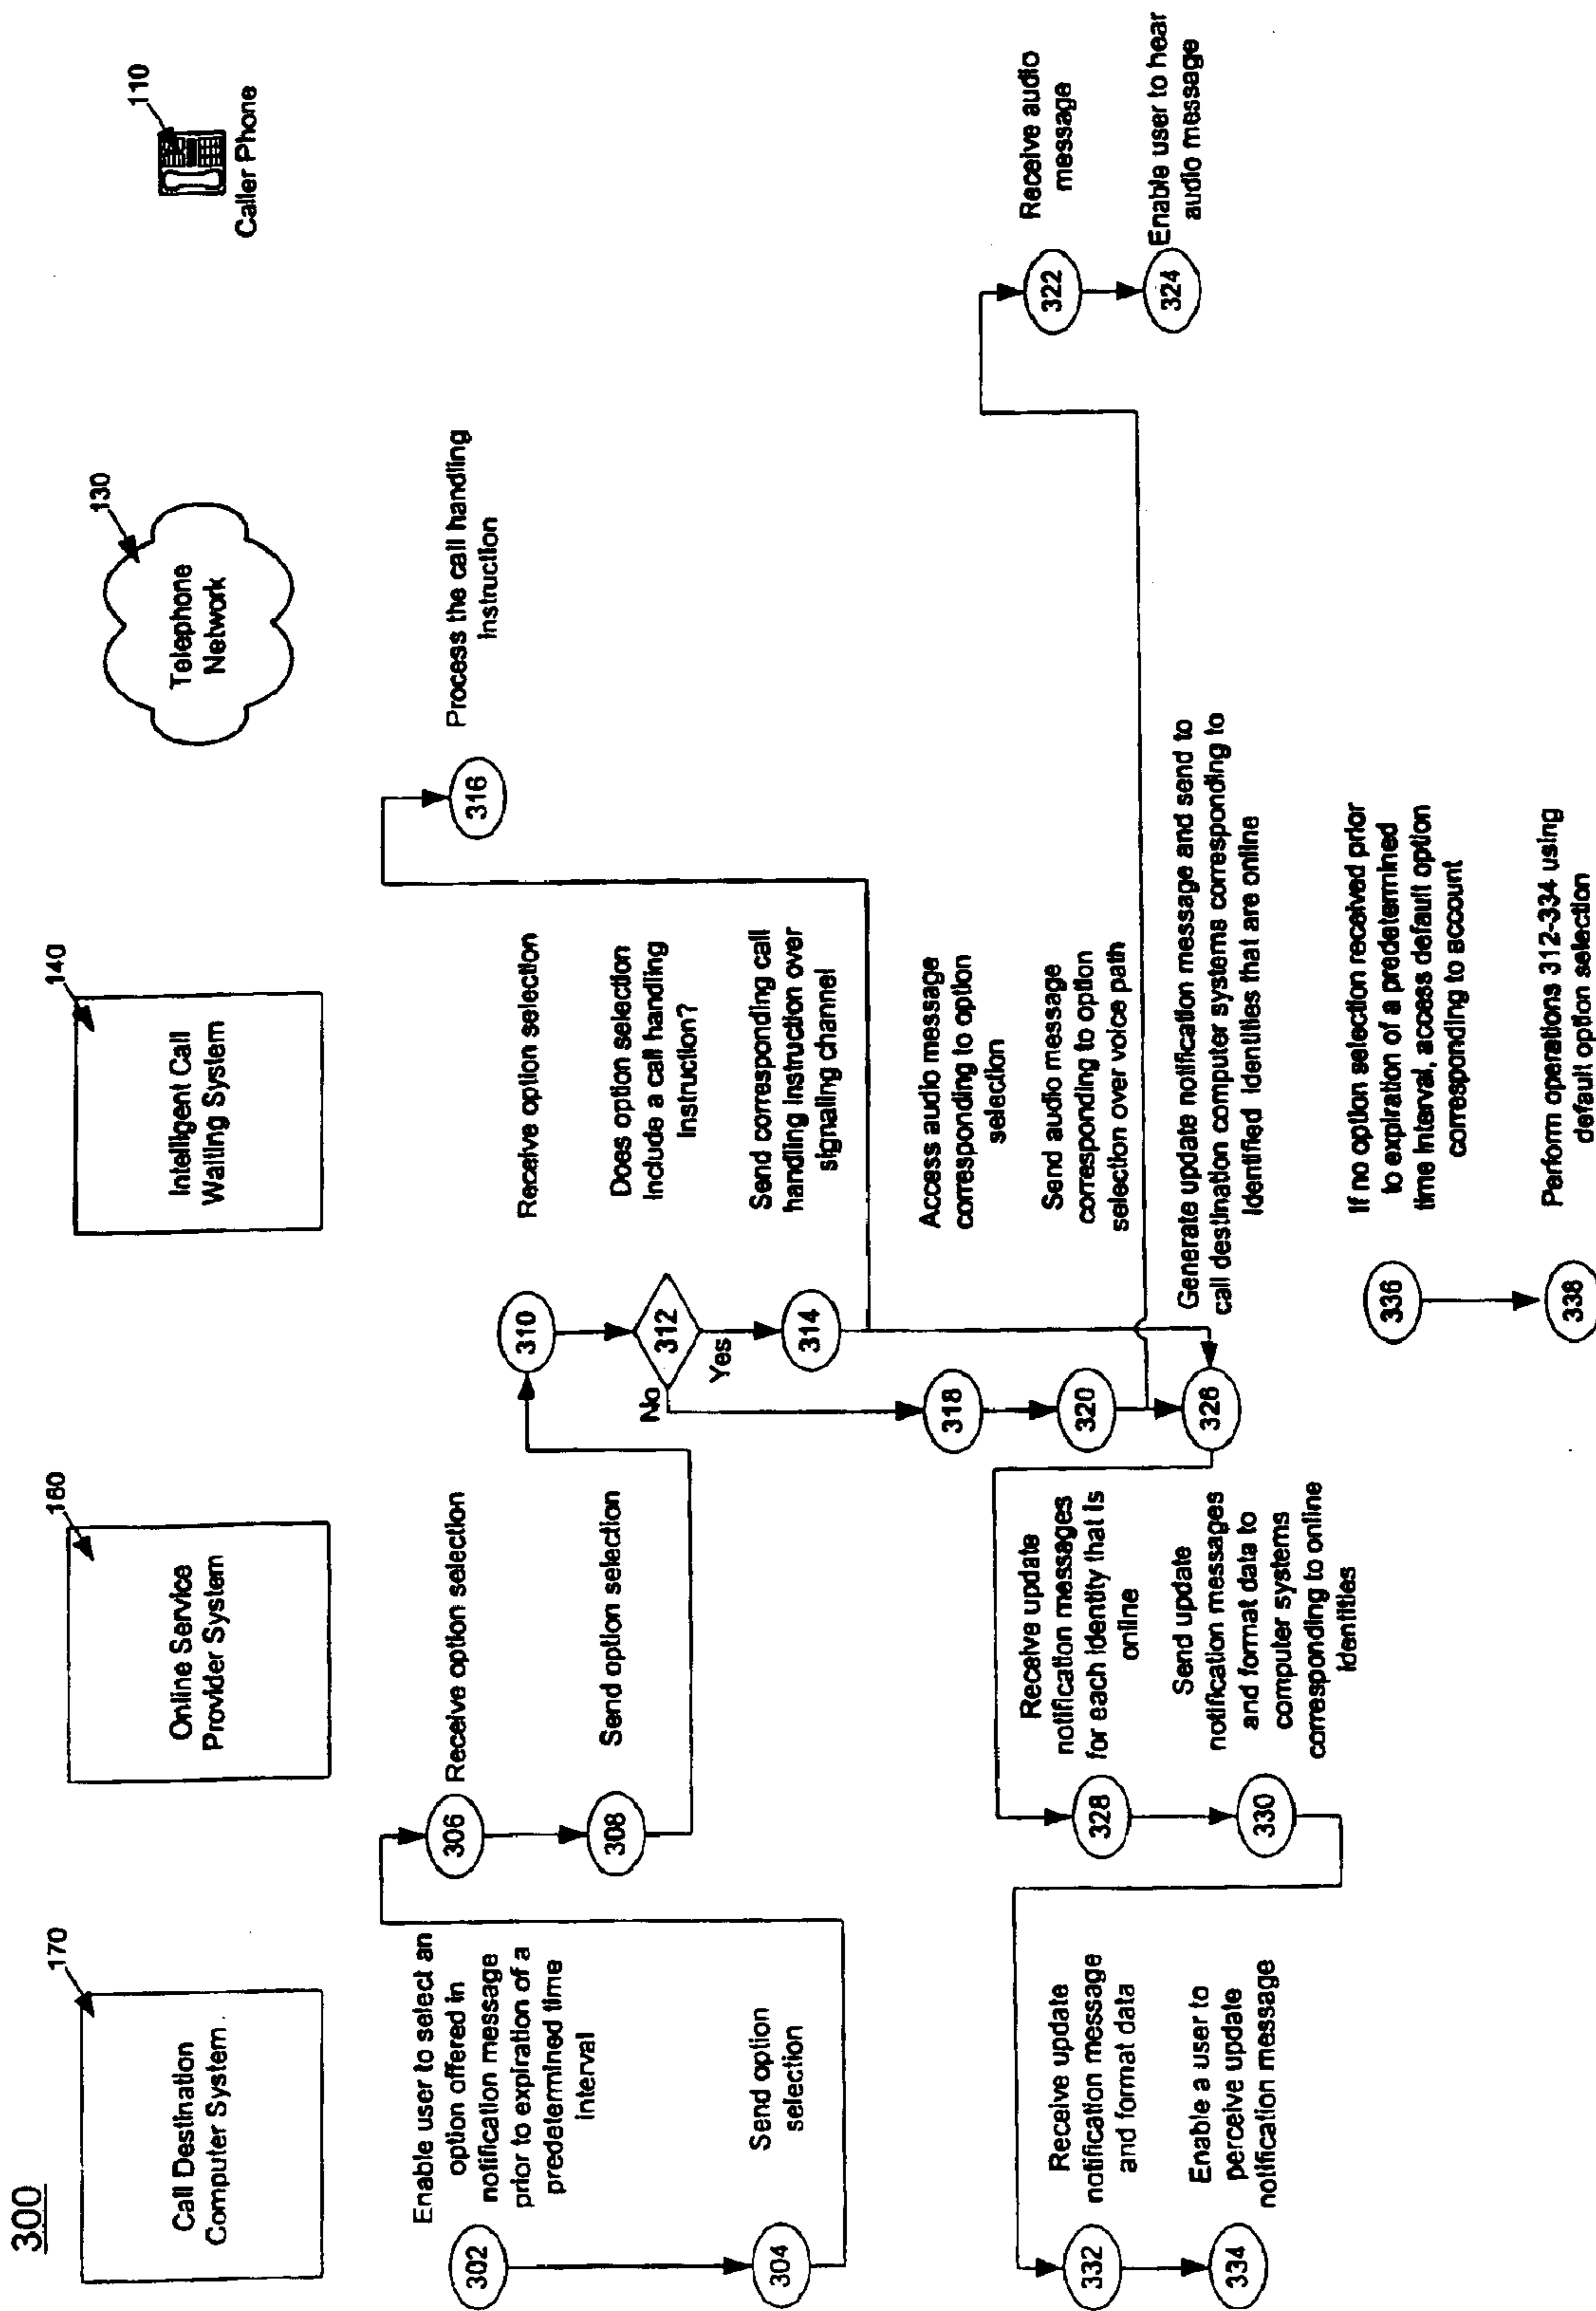 300
170
Call Destination
Computer System.
160
Online Service
Provider System
140
Intelligent Call
Waiting System
130
Telephone
Network
110
Caller Phone
302
Enable user to select an
option offered in
notification message
prior to expiration of a
predetermined time
interval
304
Send option
selection
306
Receive option selection
308
Send option selection
310
Receive option selection
312
Does option selection
include a call handling
instruction?
No
Yes
314
Send corresponding call
handling instruction over
signaling channel
316
Process the call handling
instruction
318
Access audio message
corresponding to option
selection
320
Send audio message
corresponding to option
selection over voice path
322
Receive audio
message
324
Enable user to hear
audio message
326
Generate update notification message and send to
call destination computer systems corresponding to
identified identities that are online
328
Receive update
notification messages
for each identity that is
online
330
Send update
notification messages
and format data to
computer systems
corresponding to online
identities
332
Receive update
notification message
and format data
334
Enable a user to
perceive update
notification message
336
If no option selection received prior
to expiration of a predetermined
time interval, access default option
corresponding to account
338
Perform operations 312-334 using
default option selection